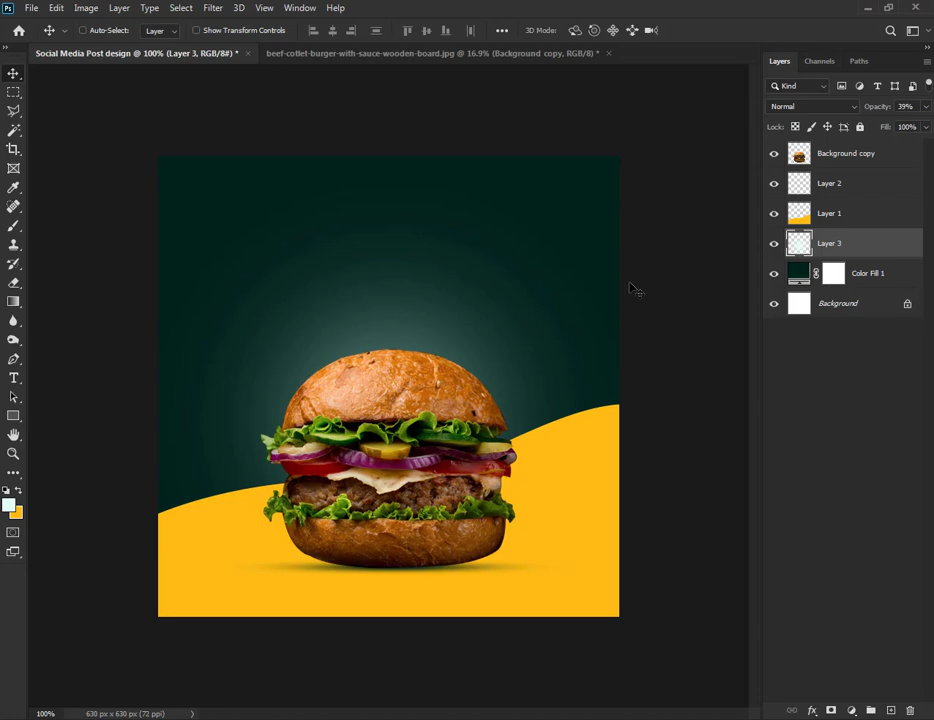 Ps File Edit Image Layer Type Select Filter 3D View Window Help
Auto-Select: Layer Show Transform Controls 3D Mode:
Social Media Post design @ 100% (Layer 3, RGB/8#) * beef-cotlet-burger-with-sauce-wooden-board.jpg @ 16.9% (Background copy, RGB/8) *
Layers Channels Paths
Kind
Normal Opacity: 39%
Lock: Fill: 100%
Background copy
Layer 2
Layer 1
Layer 3
Color Fill 1
Background
100% 630 px x 630 px (72 ppi)
fx